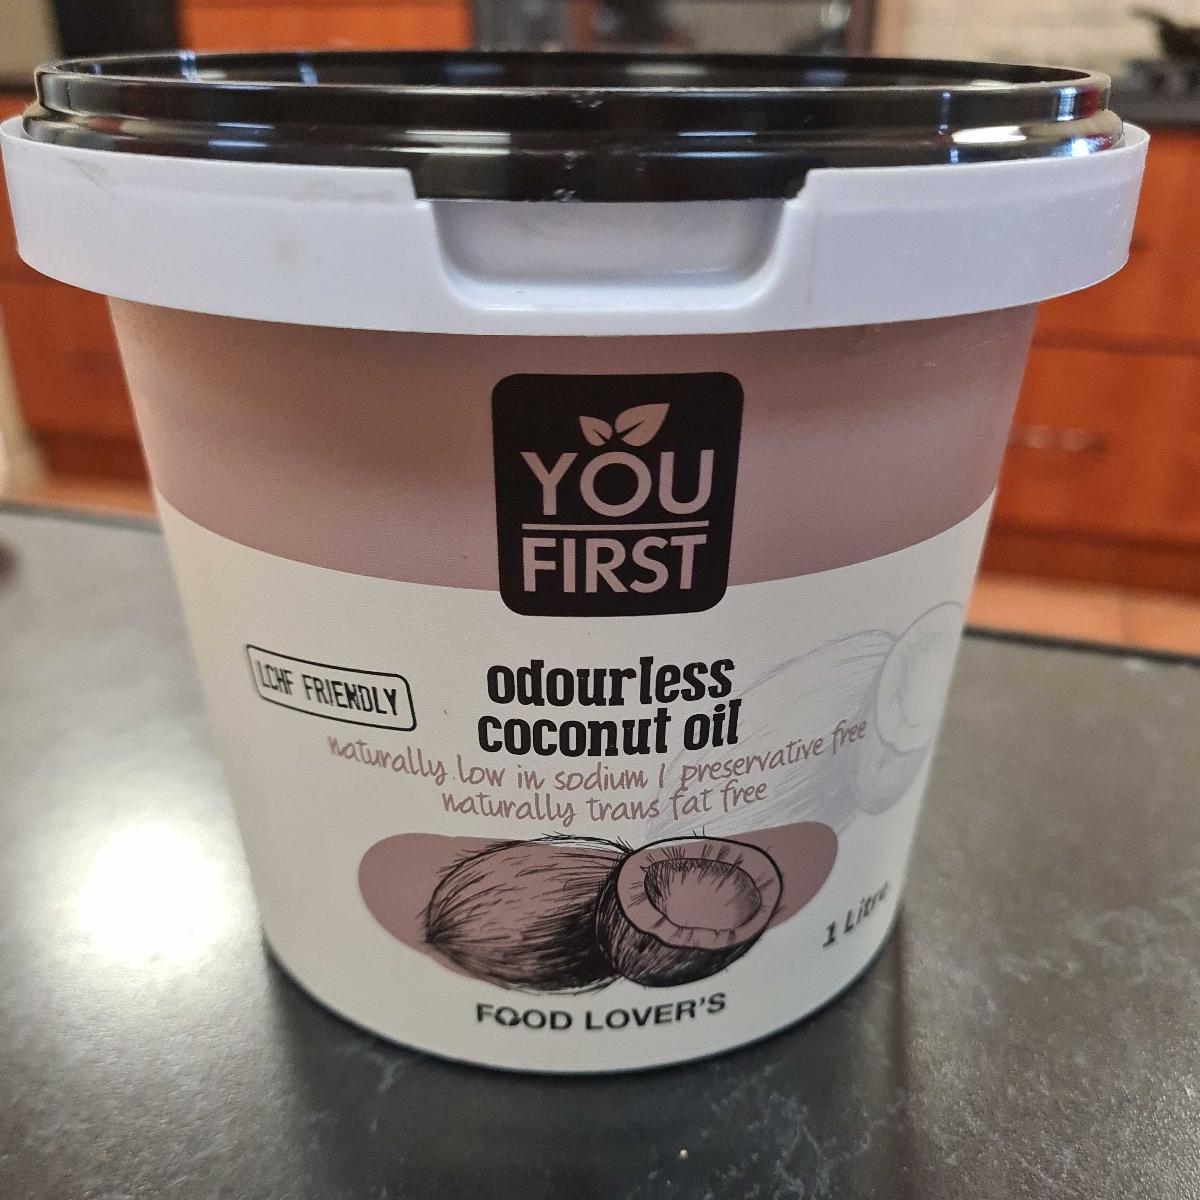 YOU
FIRST
LCHF FRIENDLY
odourless
coconut oil
naturally low in sodium | preservative free
naturally trans fat free
1 Litre
FOOD LOVER'S